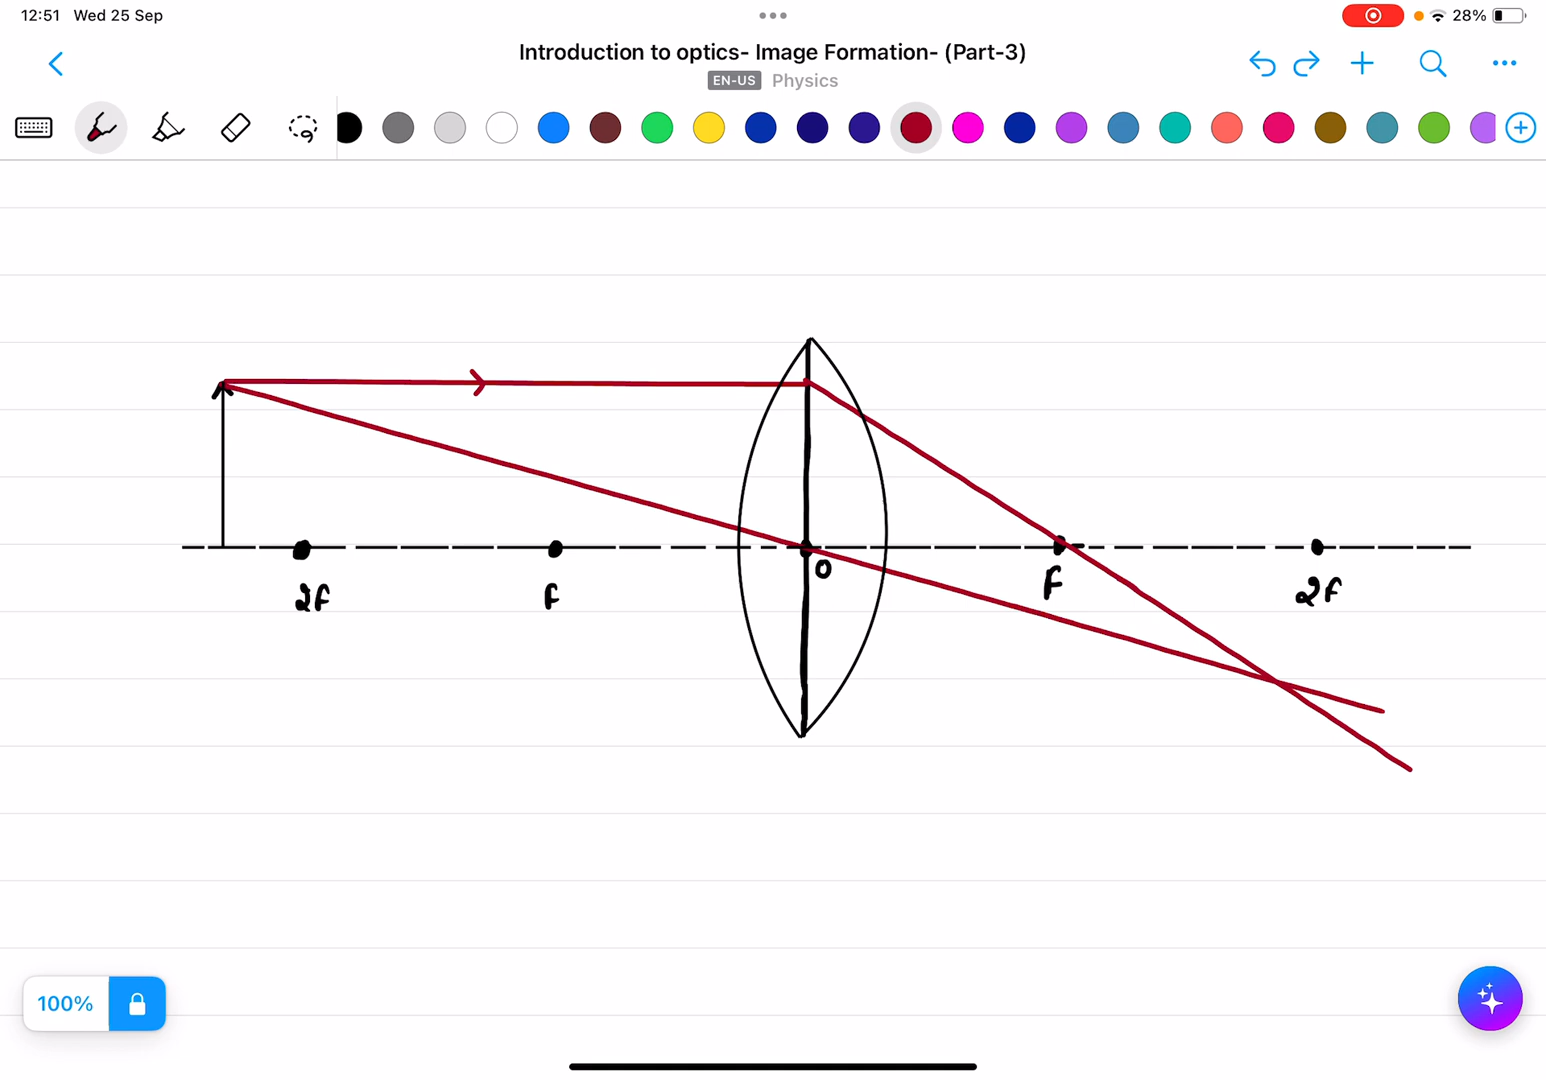 12:51 Wed 25 Sep
28%
Introduction to optics- Image Formation- (Part-3)
EN-US Physics
2F F O F 2F
100%